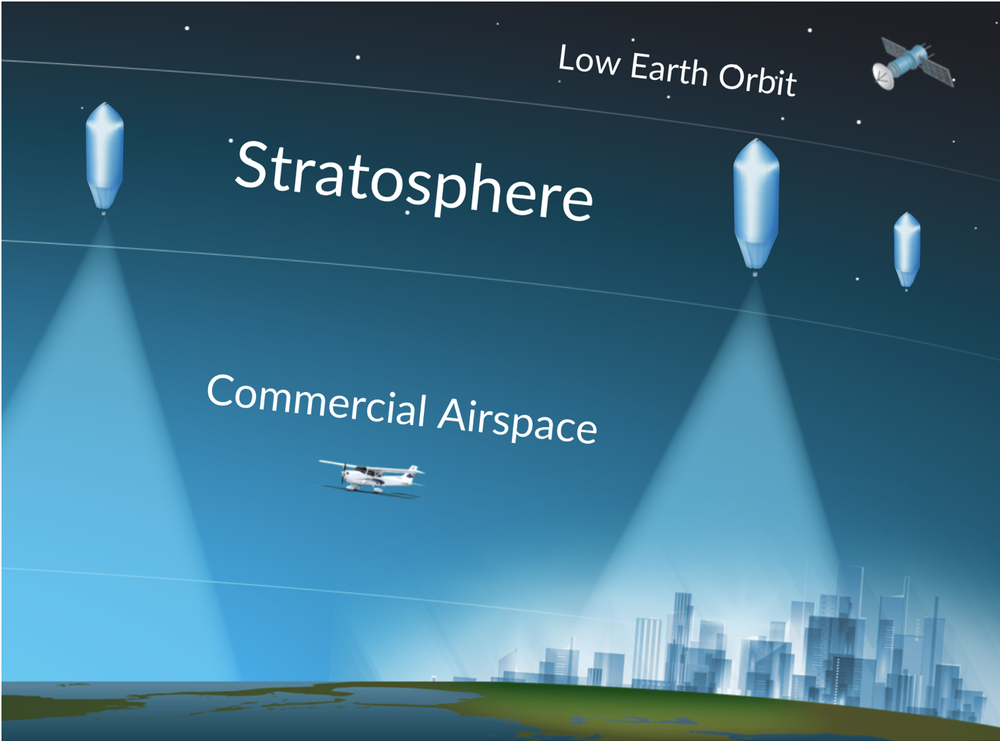 Low Earth Orbit
Stratosphere
Commercial Airspace